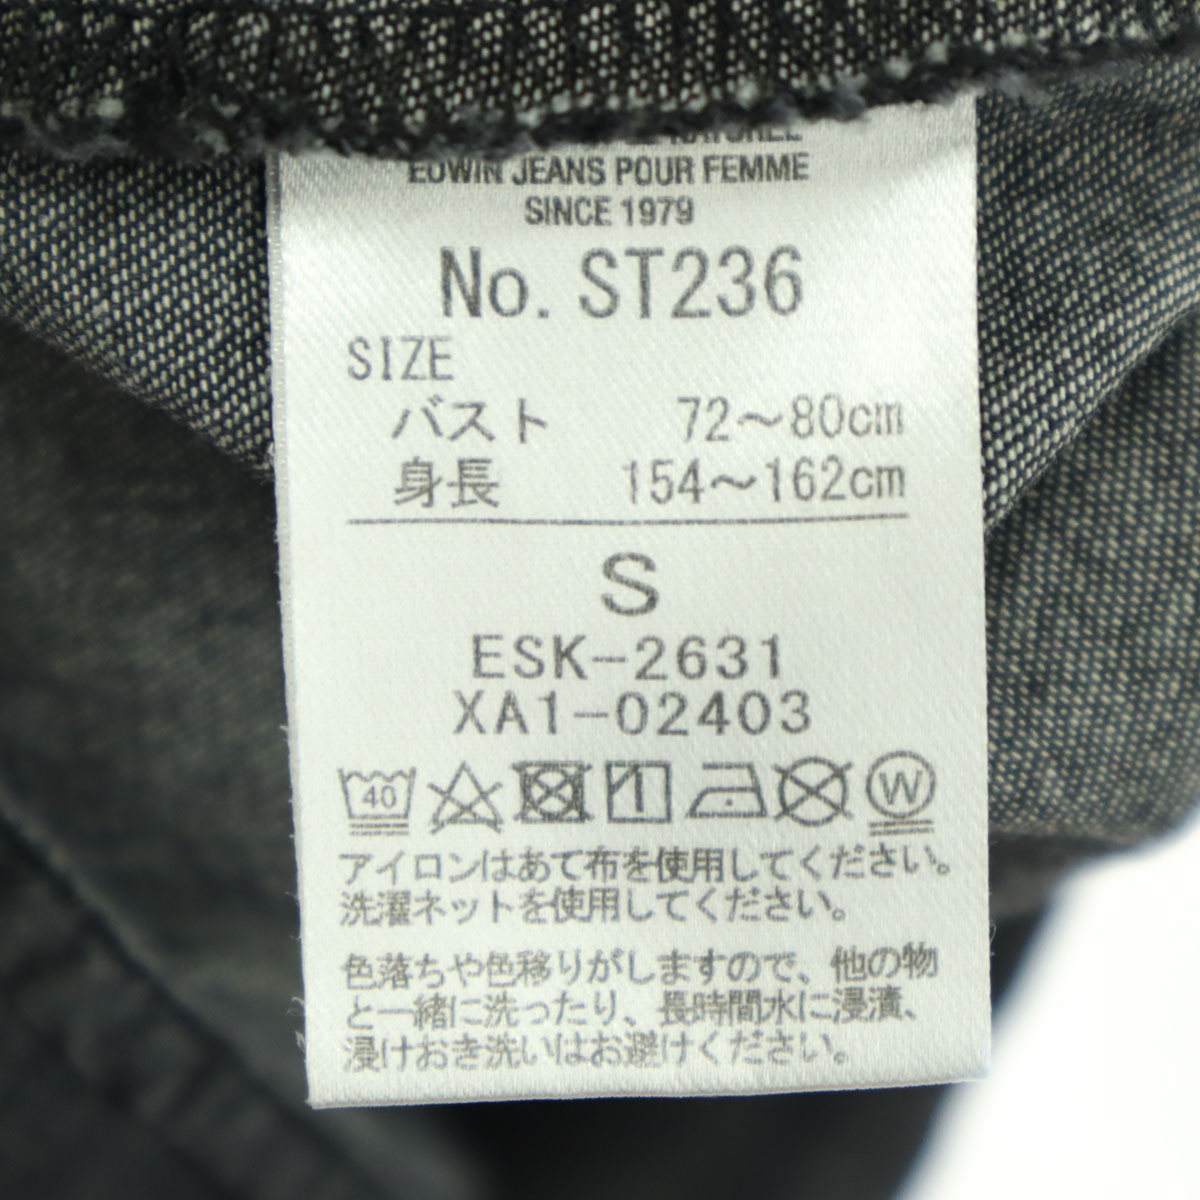 EDWIN JEANS POUR FEMME
SINCE 1979
No. ST236
SIZE
バスト 72～80cm
身長 154～162cm
S
ESK-2631
XA1-02403
40 W
アイロンはあて布を使用してください。
洗濯ネットを使用してください。
色落ちや色移りがしますので、他の物
と一緒に洗ったり、長時間水に浸漬、
浸けおき洗いはお避けください。